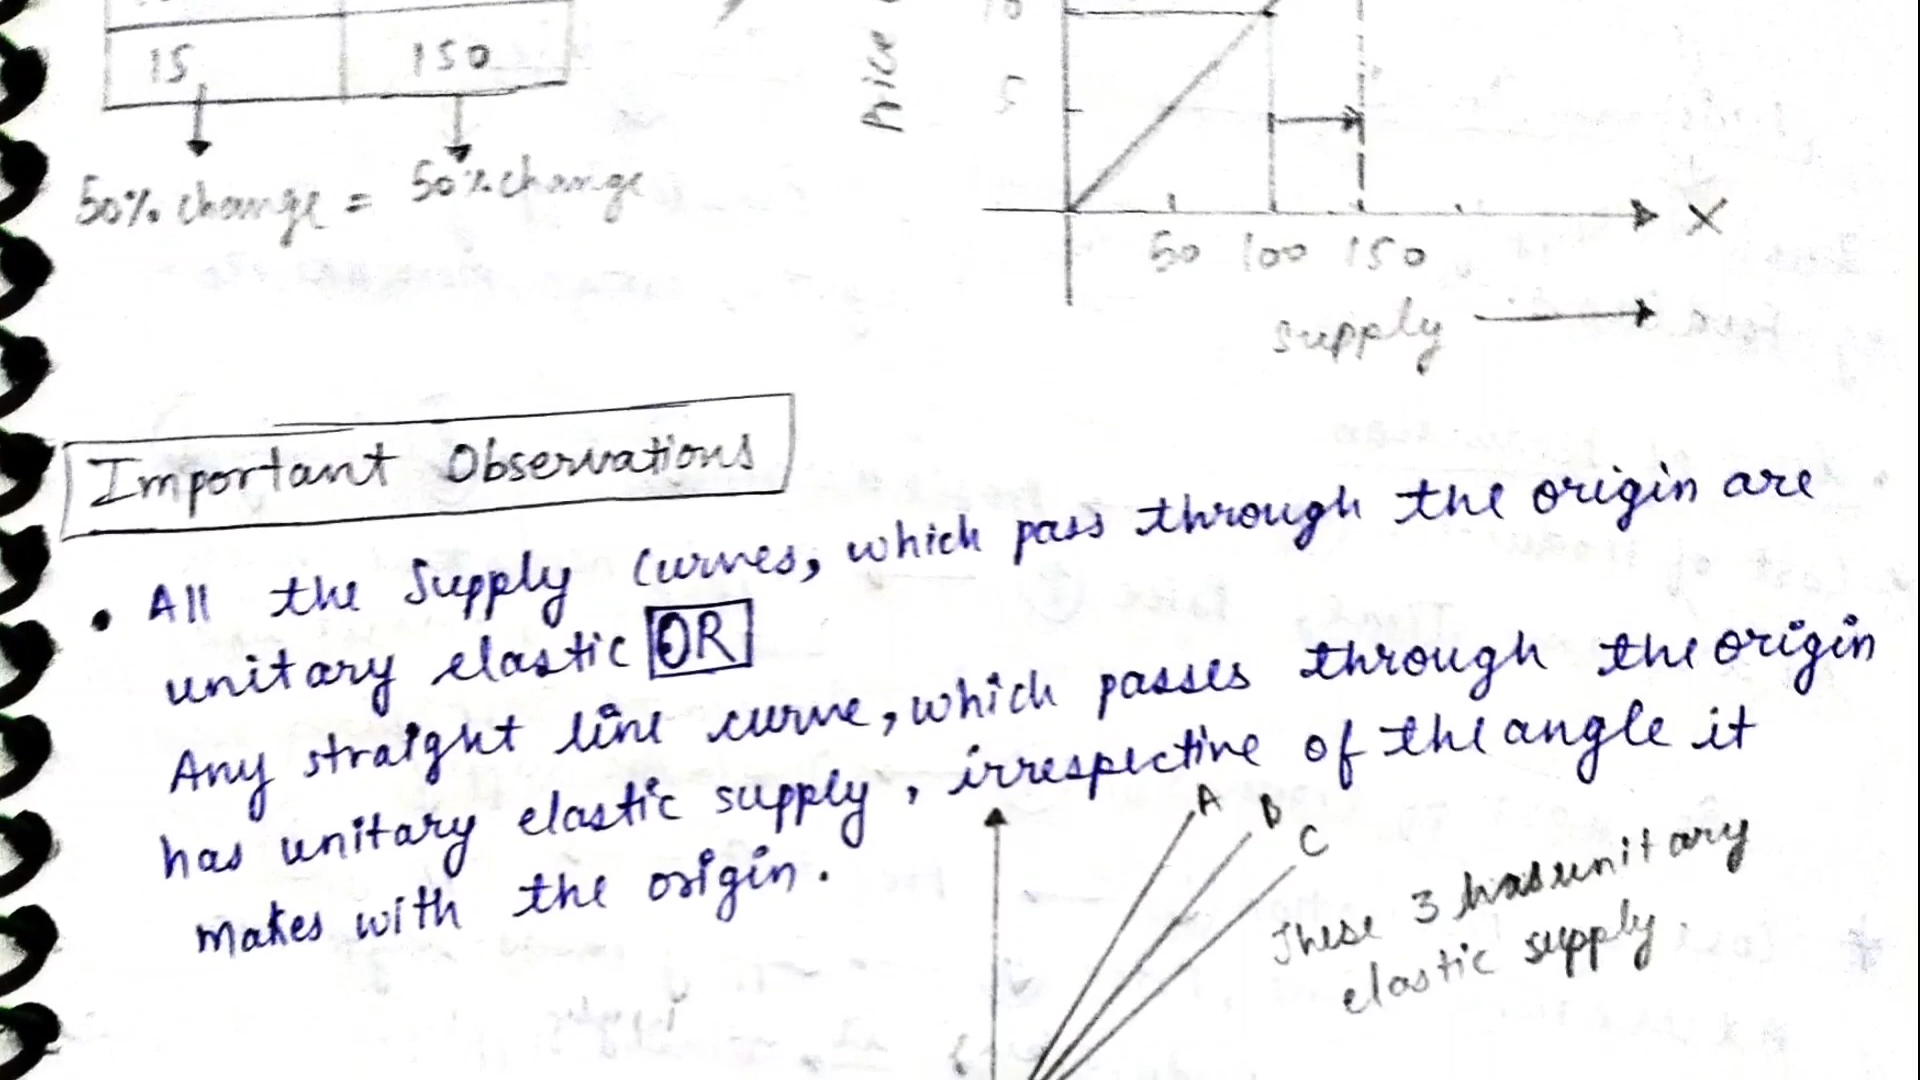 15 150
50% change = 50% change
Price
10
5
50 100 150
X
supply
Important Observations
• All the Supply Curves, which pass through the origin are
unitary elastic OR
Any straight line curve, which passes through the origin
has unitary elastic supply, irrespective of the angle it
makes with the origin.
A B C
These 3 has unitary
elastic supply.